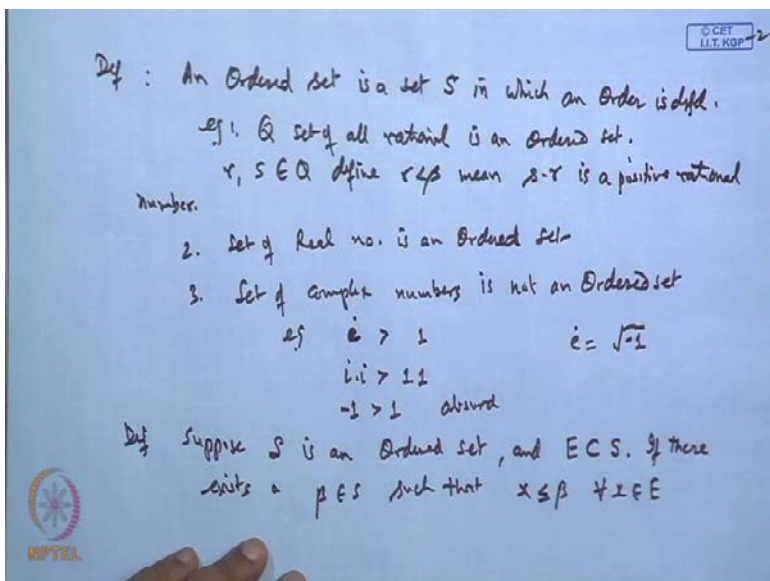 © CET
I.I.T. KGP
-2
Def : An Ordered set is a set S in which an Order is defd.
eg 1. Q set of all rational is an Ordered set.
r, s ∈ Q define r < s mean s-r is a positive rational
number.
2. Set of Real no. is an Ordered set
3. Set of complex numbers is not an Ordered set
eg i > 1 i = √-1
i.i > 1.1
-1 > 1 absurd
Def Suppose S is an Ordered set, and E ⊂ S. If there
exists a β ∈ S such that x ≤ β ∀ x ∈ E
NPTEL